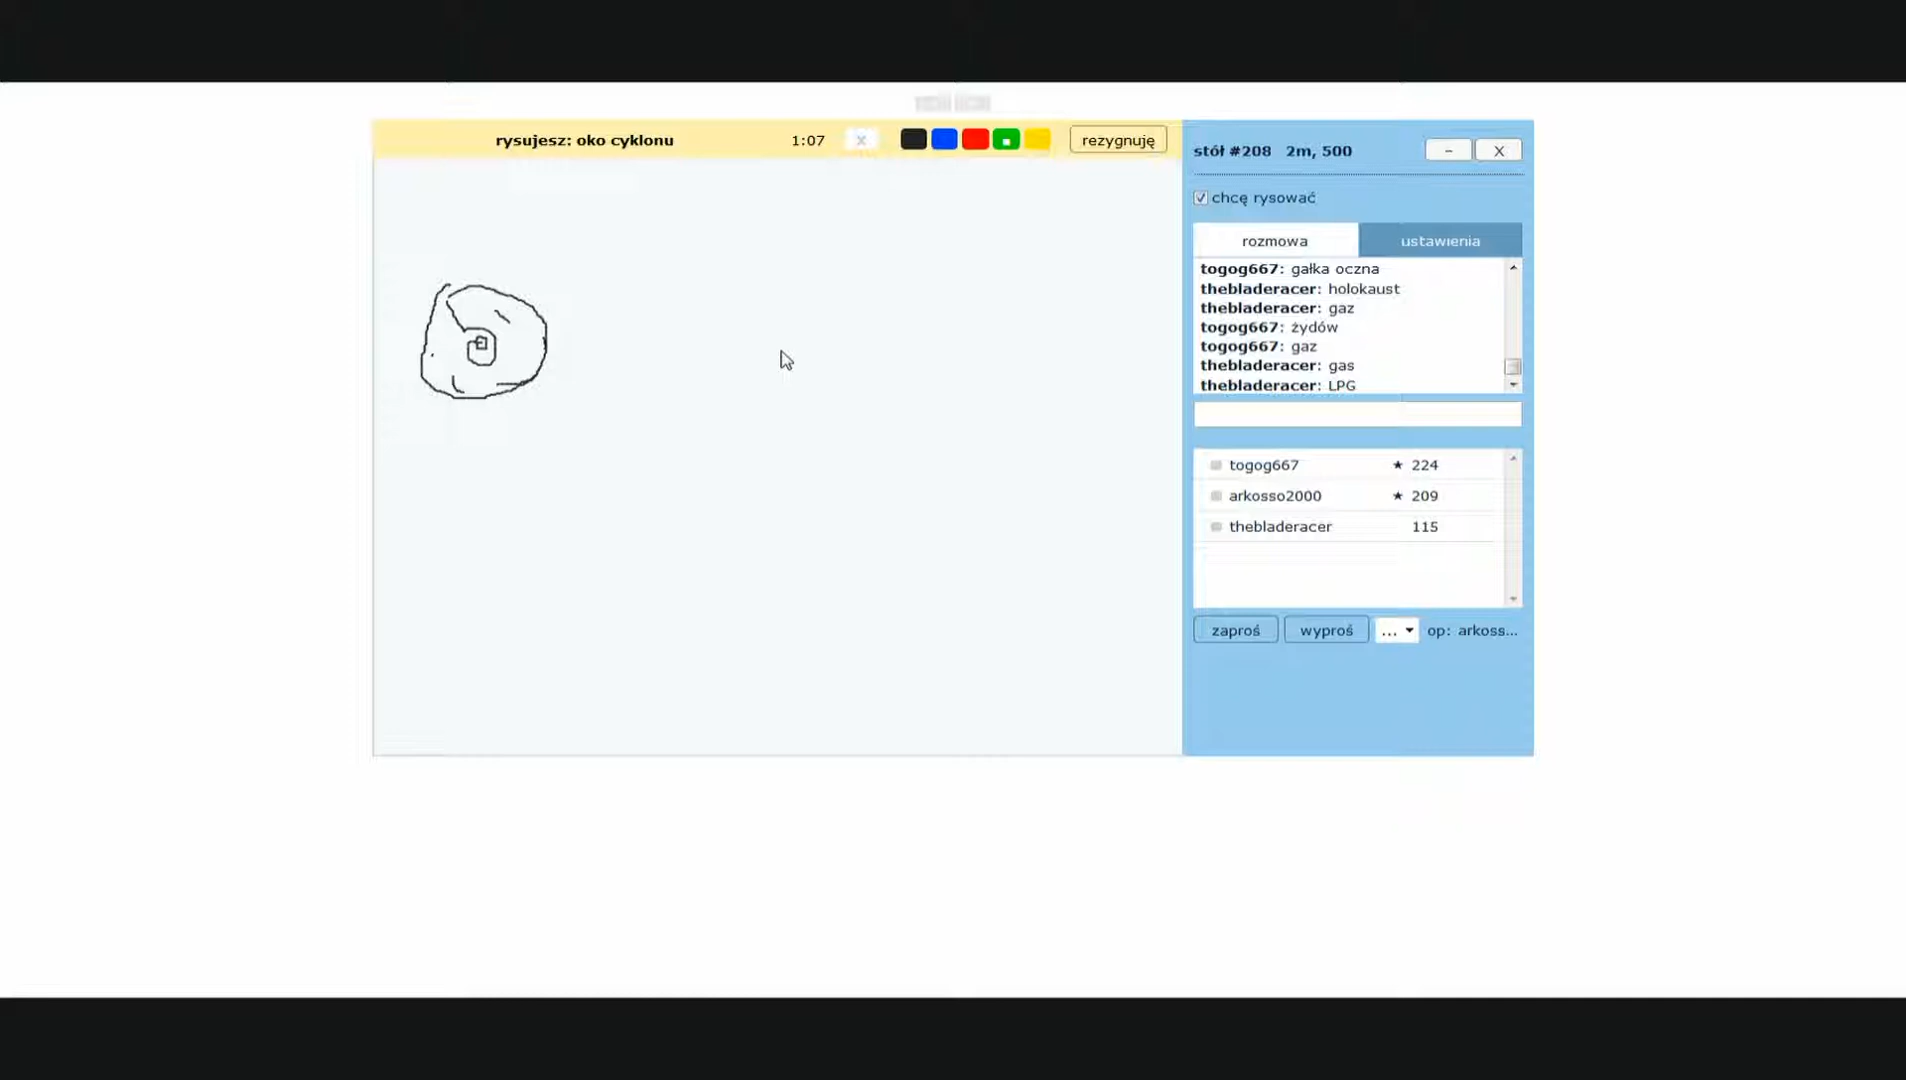 rysujesz: oko cyklonu 1:07 x rezygnuję
stół #208 2m, 500 – X
chcę rysować
rozmowa ustawienia
togog667: gałka oczna
thebladeracer: holokaust
thebladeracer: gaz
togog667: żydów
togog667: gaz
thebladeracer: gas
thebladeracer: LPG
togog667 ★ 224
arkosso2000 ★ 209
thebladeracer 115
zaproś wyproś ... op: arkoss...